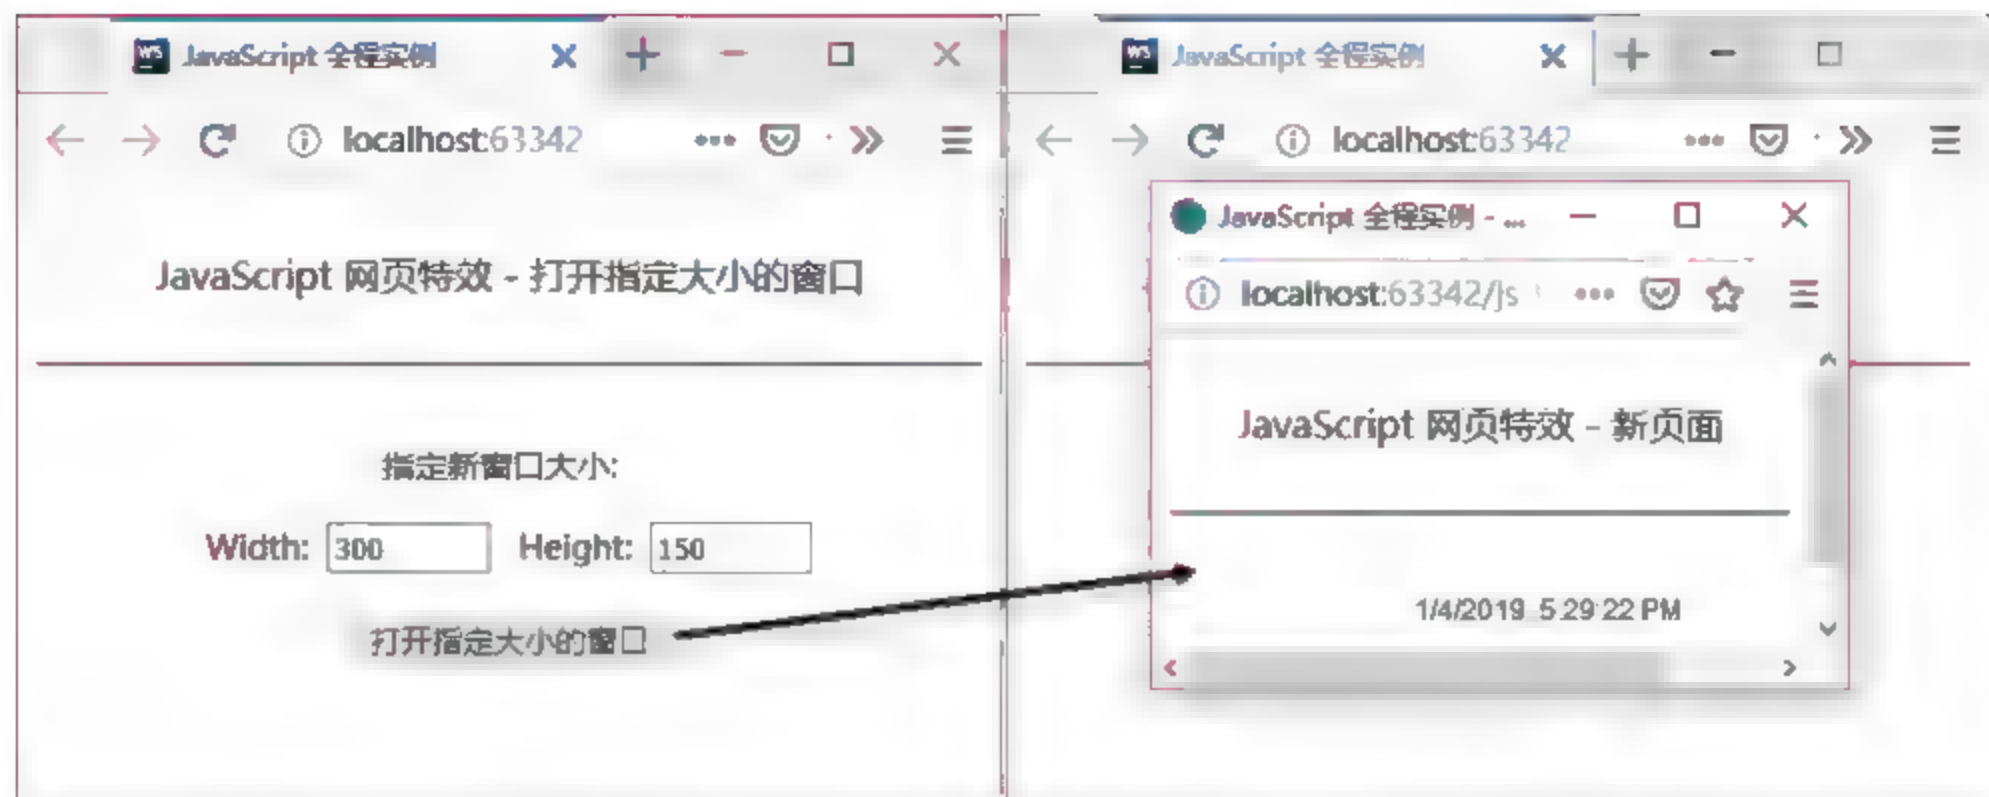 JavaScript 全程实例
localhost:63342
JavaScript 网页特效 - 打开指定大小的窗口
指定新窗口大小:
Width: 300 Height: 150
打开指定大小的窗口
JavaScript 全程实例
localhost:63342
JavaScript 全程实例 - ...
localhost:63342/js
JavaScript 网页特效 - 新页面
1/4/2019 5:29:22 PM